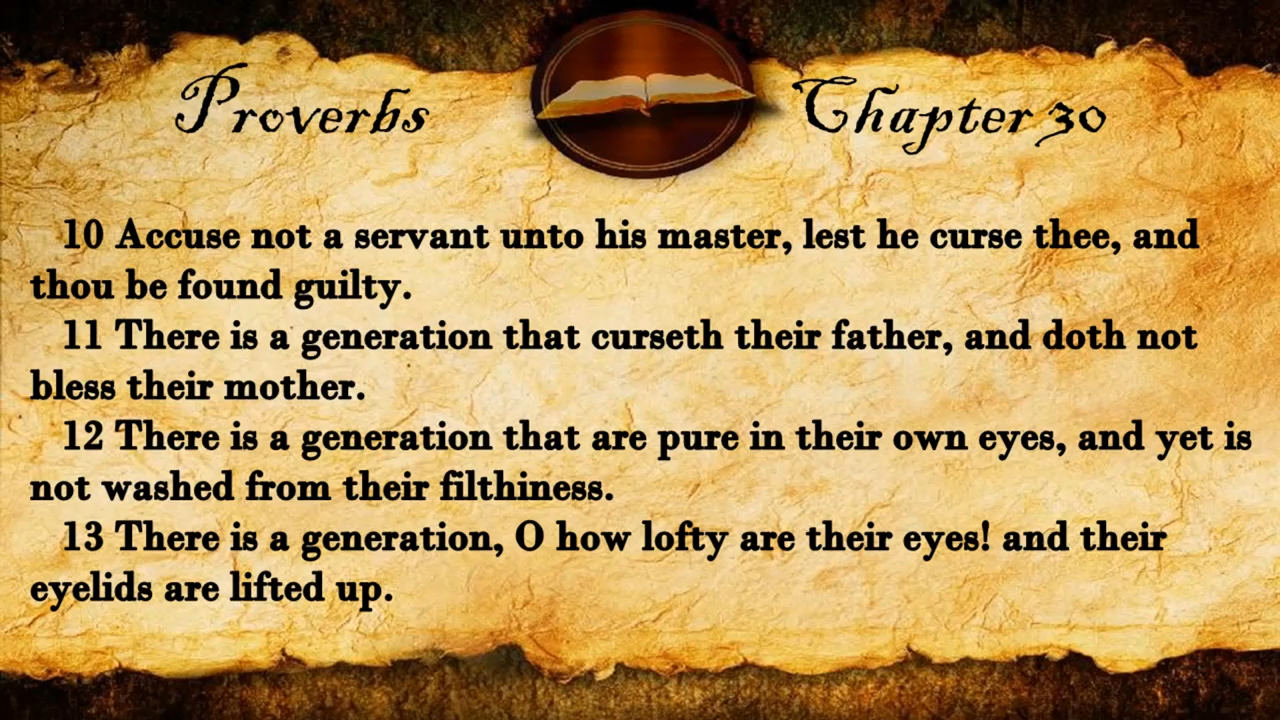 Proverbs Chapter 30
10 Accuse not a servant unto his master, lest he curse thee, and
thou be found guilty.
11 There is a generation that curseth their father, and doth not
bless their mother.
12 There is a generation that are pure in their own eyes, and yet is
not washed from their filthiness.
13 There is a generation, O how lofty are their eyes! and their
eyelids are lifted up.